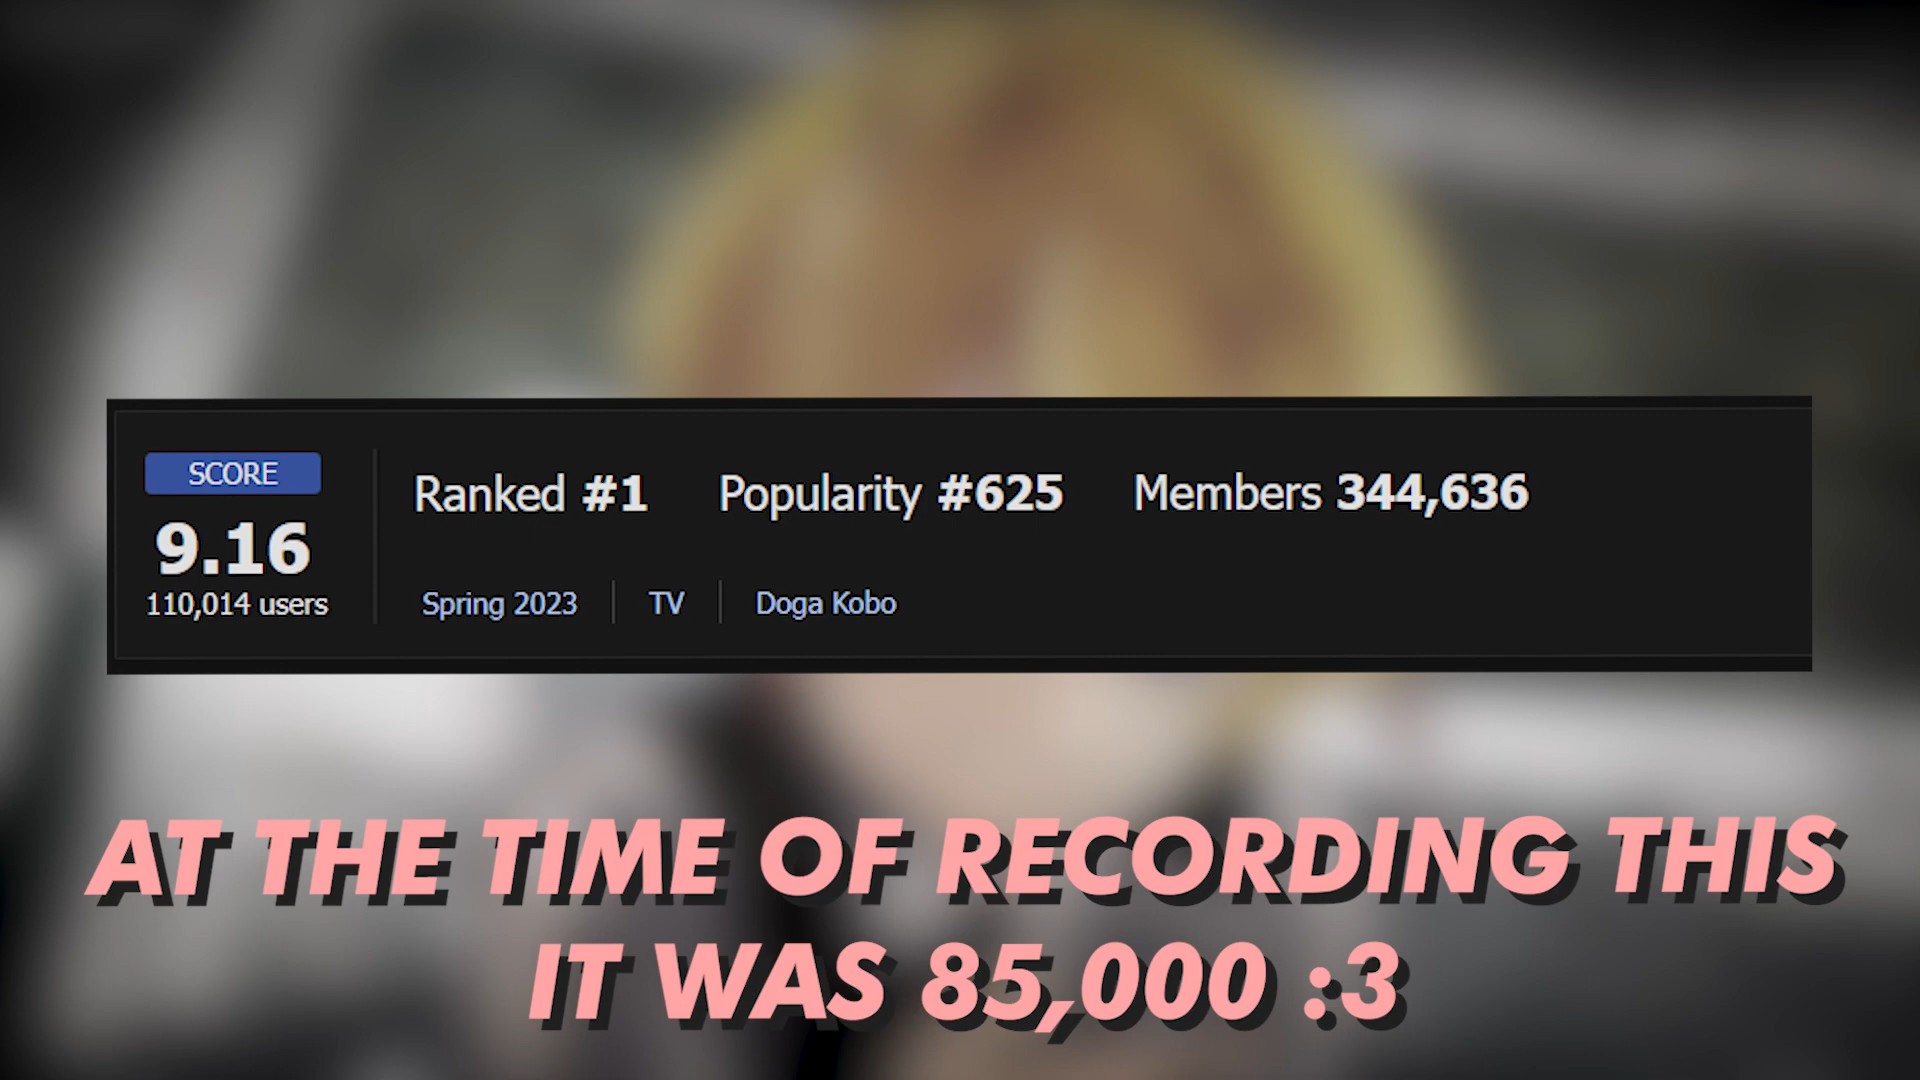 SCORE
9.16
110,014 users
Ranked #1 Popularity #625 Members 344,636
Spring 2023 TV Doga Kobo
AT THE TIME OF RECORDING THIS
IT WAS 85,000 :3